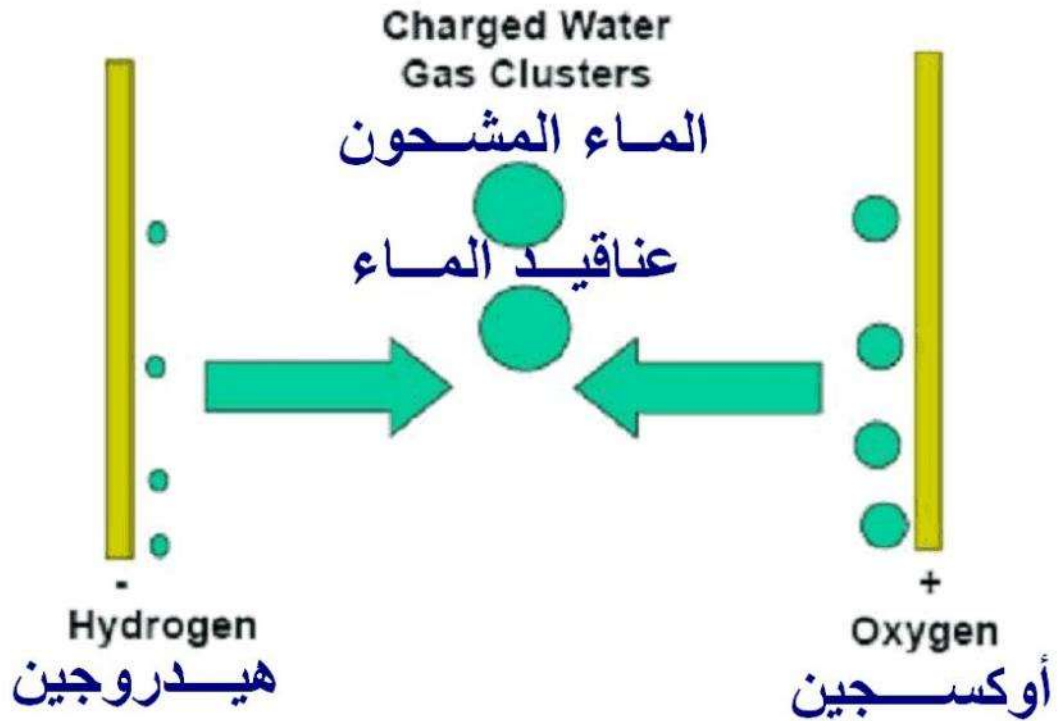 Charged Water
Gas Clusters
الماء المشحون
عناقيد الماء
-
Hydrogen
هيدروجين
+
Oxygen
أوكسجين